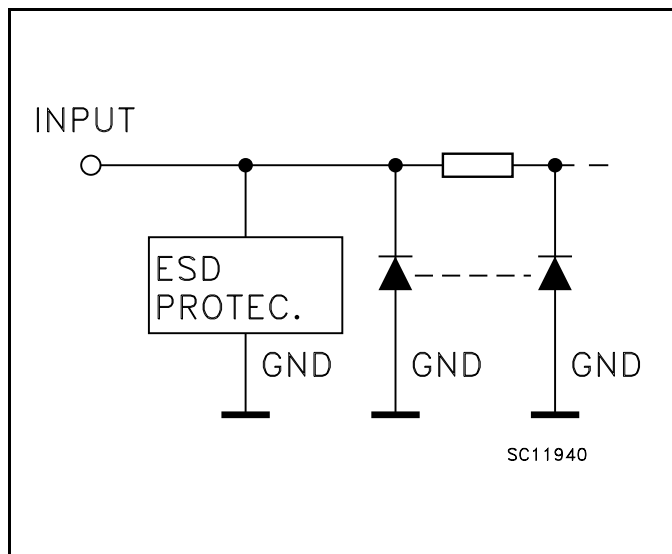 INPUT
ESD
PROTEC.
GND
GND
GND
SC11940